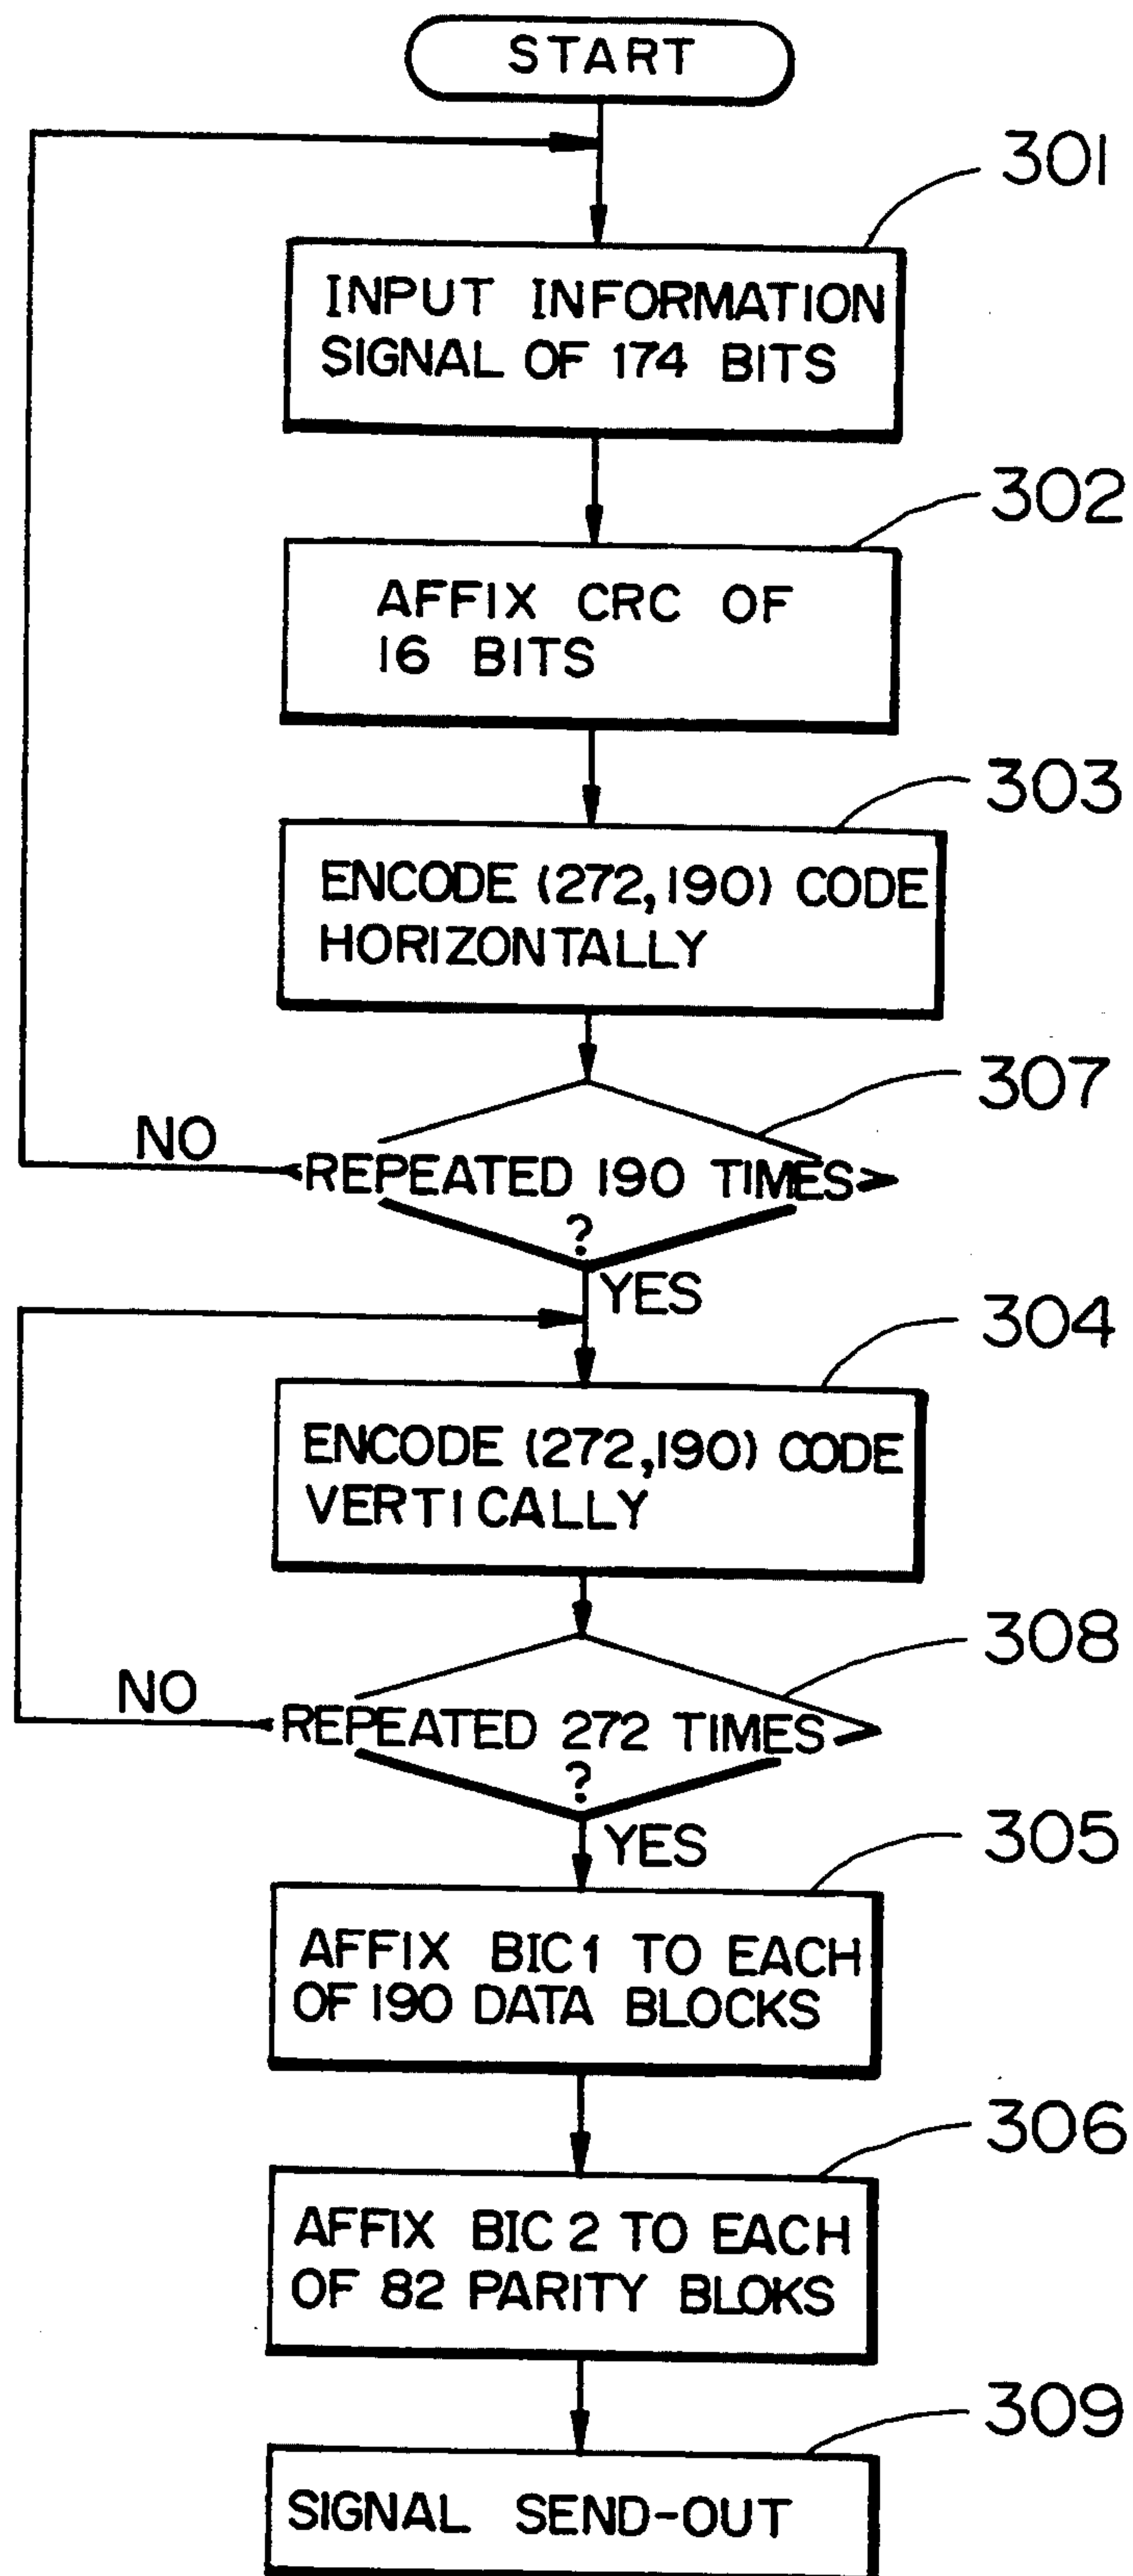 START
301
INPUT INFORMATION
SIGNAL OF 174 BITS
302
AFFIX CRC OF
16 BITS
303
ENCODE (272,190) CODE
HORIZONTALLY
307
NO
REPEATED 190 TIMES
?
YES
304
ENCODE (272,190) CODE
VERTICALLY
308
NO
REPEATED 272 TIMES
?
YES
305
AFFIX BIC1 TO EACH
OF 190 DATA BLOCKS
306
AFFIX BIC 2 TO EACH
OF 82 PARITY BLOKS
309
SIGNAL SEND-OUT